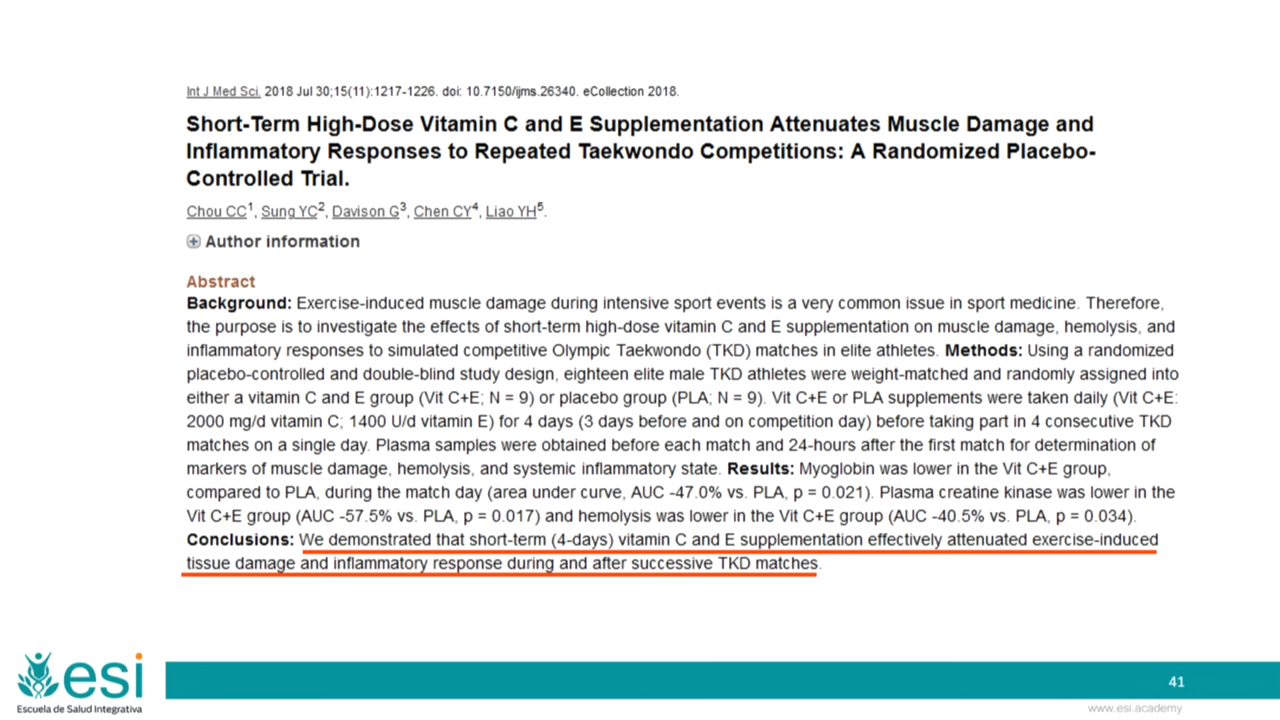 Int J Med Sci. 2018 Jul 30;15(11):1217-1226. doi: 10.7150/ijms.26340. eCollection 2018.
Short-Term High-Dose Vitamin C and E Supplementation Attenuates Muscle Damage and
Inflammatory Responses to Repeated Taekwondo Competitions: A Randomized Placebo-
Controlled Trial.
Chou CC1, Sung YC2, Davison G3, Chen CY4, Liao YH5.
Author information
Abstract
Background: Exercise-induced muscle damage during intensive sport events is a very common issue in sport medicine. Therefore,
the purpose is to investigate the effects of short-term high-dose vitamin C and E supplementation on muscle damage, hemolysis, and
inflammatory responses to simulated competitive Olympic Taekwondo (TKD) matches in elite athletes. Methods: Using a randomized
placebo-controlled and double-blind study design, eighteen elite male TKD athletes were weight-matched and randomly assigned into
either a vitamin C and E group (Vit C+E; N = 9) or placebo group (PLA; N = 9). Vit C+E or PLA supplements were taken daily (Vit C+E:
2000 mg/d vitamin C; 1400 U/d vitamin E) for 4 days (3 days before and on competition day) before taking part in 4 consecutive TKD
matches on a single day. Plasma samples were obtained before each match and 24-hours after the first match for determination of
markers of muscle damage, hemolysis, and systemic inflammatory state. Results: Myoglobin was lower in the Vit C+E group,
compared to PLA, during the match day (area under curve, AUC -47.0% vs. PLA, p = 0.021). Plasma creatine kinase was lower in the
Vit C+E group (AUC -57.5% vs. PLA, p = 0.017) and hemolysis was lower in the Vit C+E group (AUC -40.5% vs. PLA, p = 0.034).
Conclusions: We demonstrated that short-term (4-days) vitamin C and E supplementation effectively attenuated exercise-induced
tissue damage and inflammatory response during and after successive TKD matches.
esi
Escuela de Salud Integrativa
41
www.esi.academy